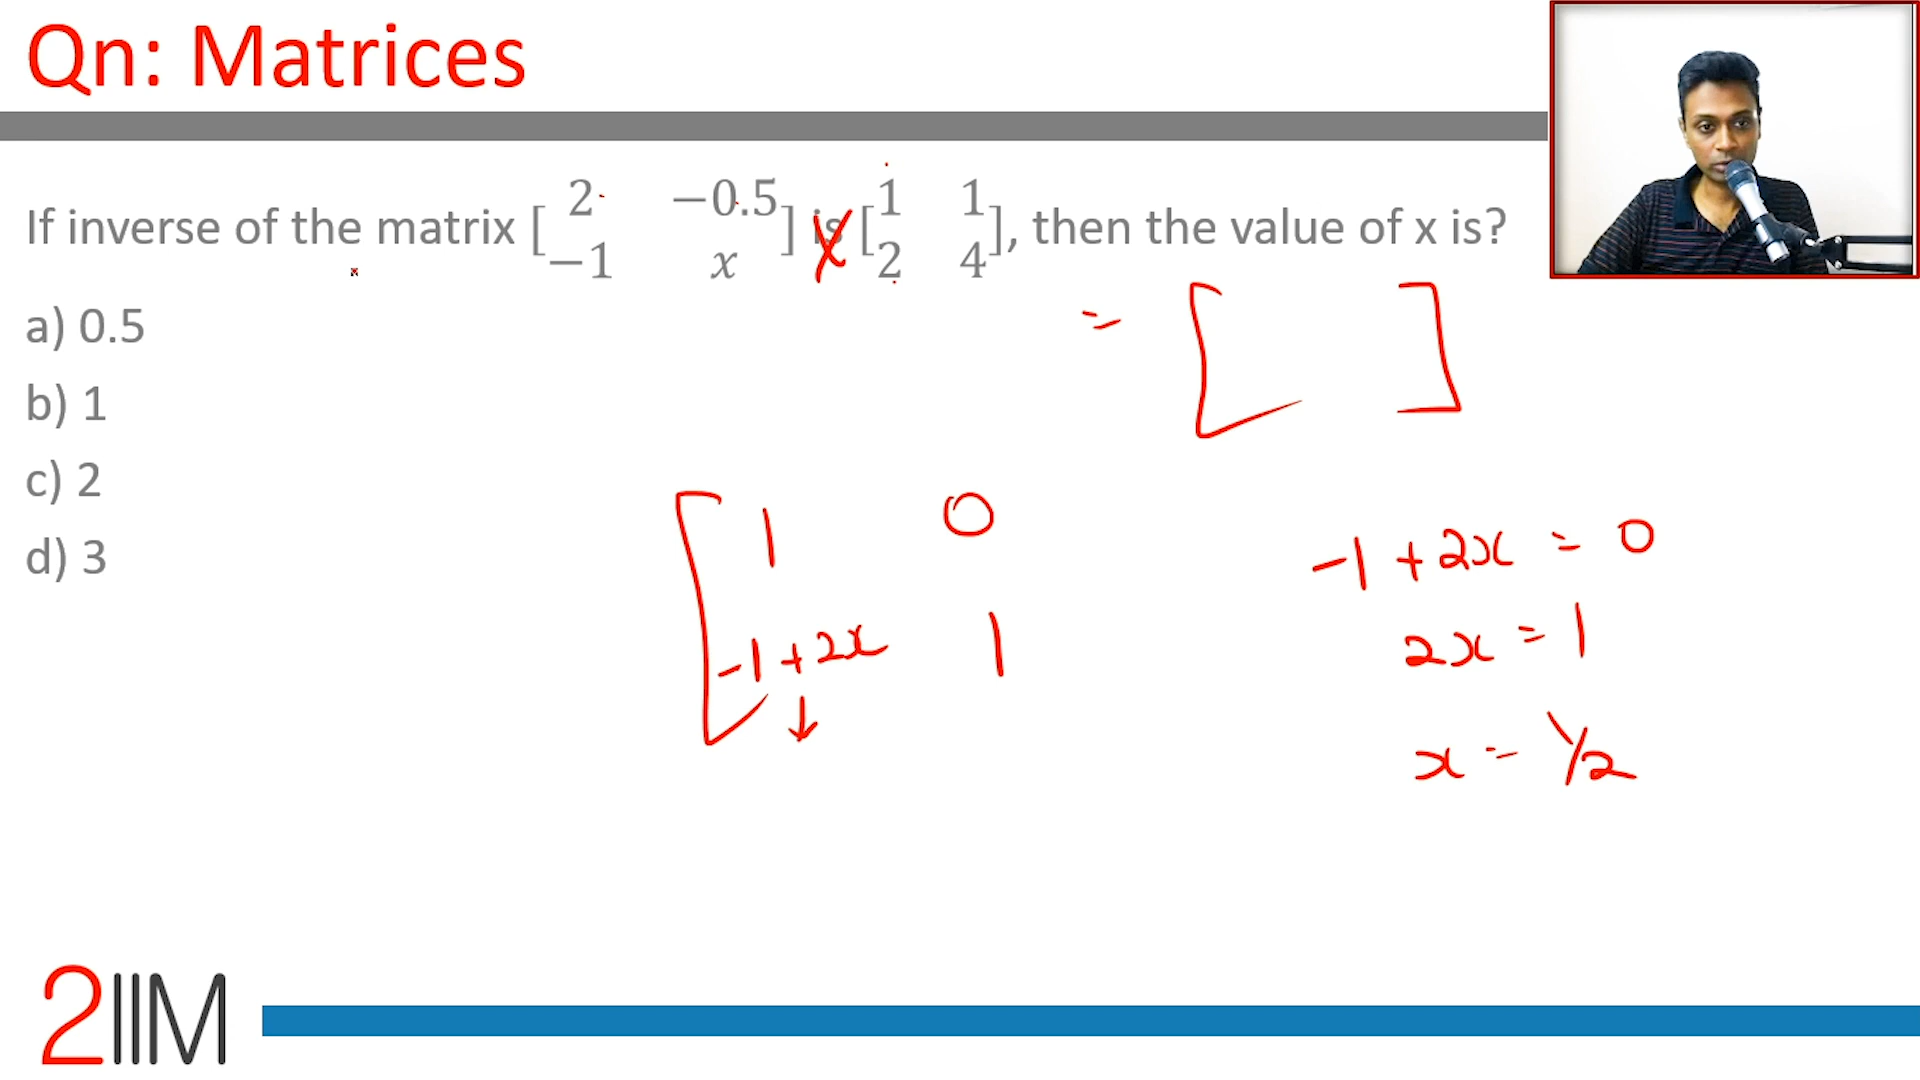 Qn: Matrices
If inverse of the matrix [2 −0.5 −1 x] is [1 1 2 4], then the value of x is?
a) 0.5
b) 1
c) 2
d) 3
X
= [ ]
[ 1 0
-1 + 2x 1
↓
-1 + 2x = 0
2x = 1
x = 1/2
2IIM